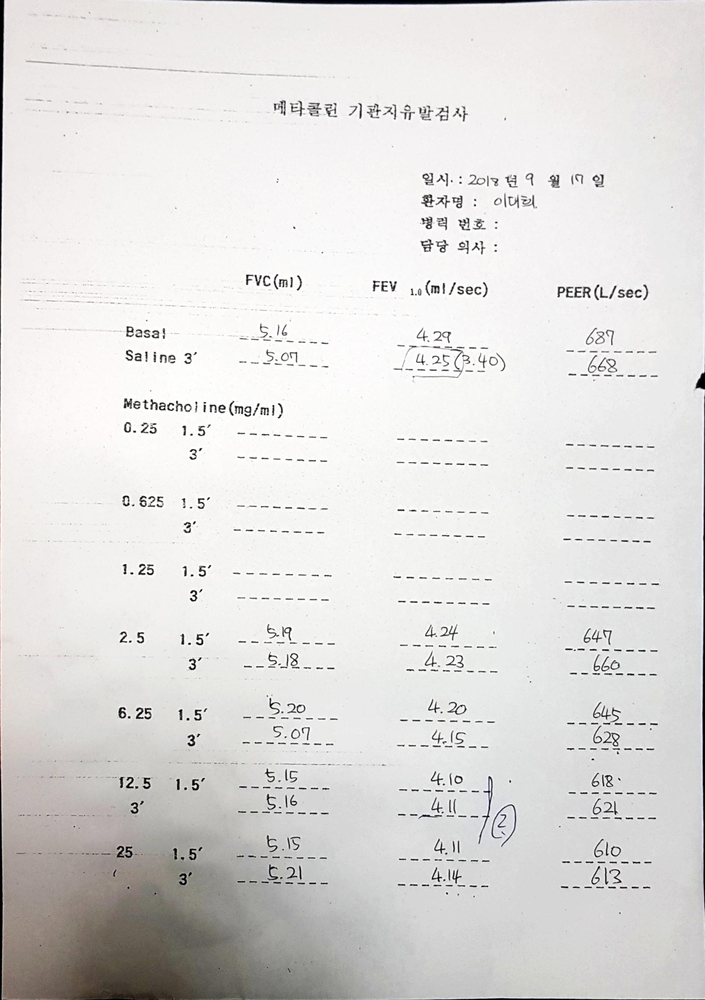 메타콜린 기관지유발검사
일시 : 2018년 9 월 17 일
환자명 : 이대희
병력 번호 :
담당 의사 :
FVC(ml) FEV 1.0 (ml/sec) PEER(L/sec)
Basal 5.16 4.29 687
Saline 3′ 5.07 4.25 (3.40) 668
Methacholine(mg/ml)
0.25 1.5′
3′
0.625 1.5′
3′
1.25 1.5′
3′
2.5 1.5′ 5.19 4.24 647
3′ 5.18 4.23 660
6.25 1.5′ 5.20 4.20 645
3′ 5.07 4.15 628
12.5 1.5′ 5.15 4.10 618
3′ 5.16 4.11 621
2
25 1.5′ 5.15 4.11 610
3′ 5.21 4.14 613